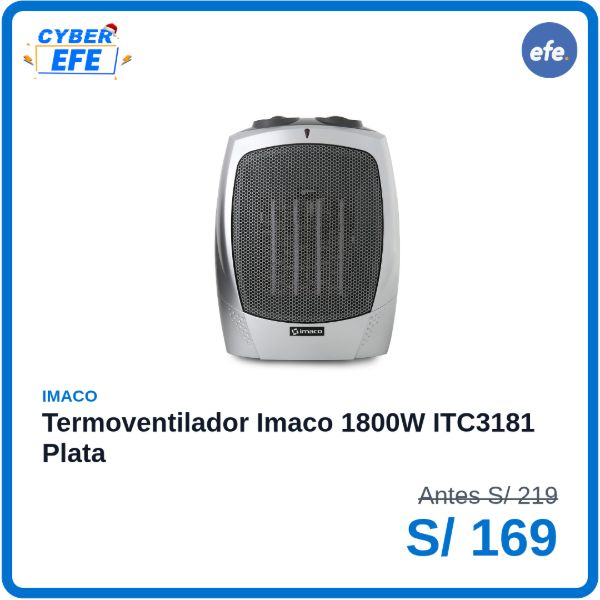 CYBER
EFE
efe.
imaco
IMACO
Termoventilador Imaco 1800W ITC3181
Plata
Antes S/ 219
S/ 169